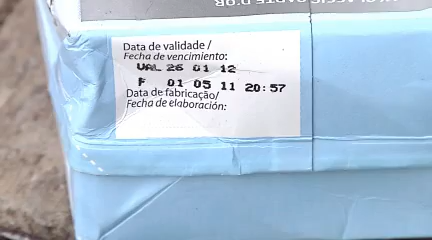 Data de validade /
Fecha de vencimiento:
VAL 26 01 12
F 01 05 11 20:57
Data de fabricação/
Fecha de elaboración: